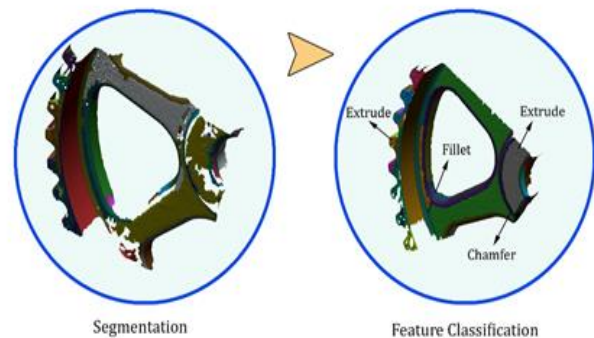 Extrude
Extrude
Fillet
Chamfer
Segmentation
Feature Classification